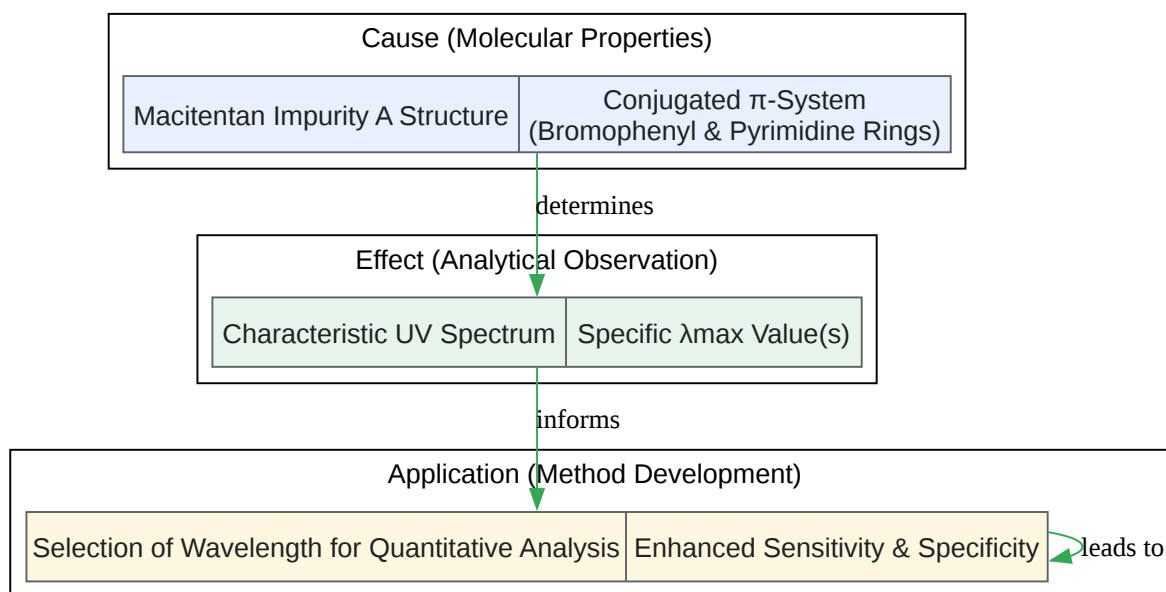 Cause (Molecular Properties)
Macitentan Impurity A Structure
Conjugated π-System
(Bromophenyl & Pyrimidine Rings)
determines
Effect (Analytical Observation)
Characteristic UV Spectrum
Specific λmax Value(s)
informs
Application (Method Development)
Selection of Wavelength for Quantitative Analysis
Enhanced Sensitivity & Specificity
leads to